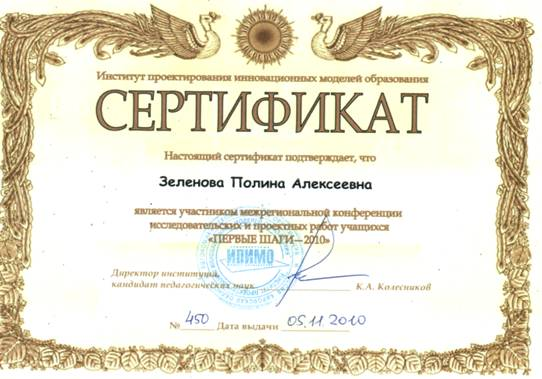 Институт проектирования инновационных моделей образования
СЕРТИФИКАТ
Настоящий сертификат подтверждает, что
Зеленова Полина Алексеевна
является участником межрегиональной конференции
исследовательских и проектных работ учащихся
«ПЕРВЫЕ ШАГИ—2010»
ИПИМО
Директор института,
кандидат педагогических наук К.А. Колесников
№ 450 Дата выдачи 05.11.2010